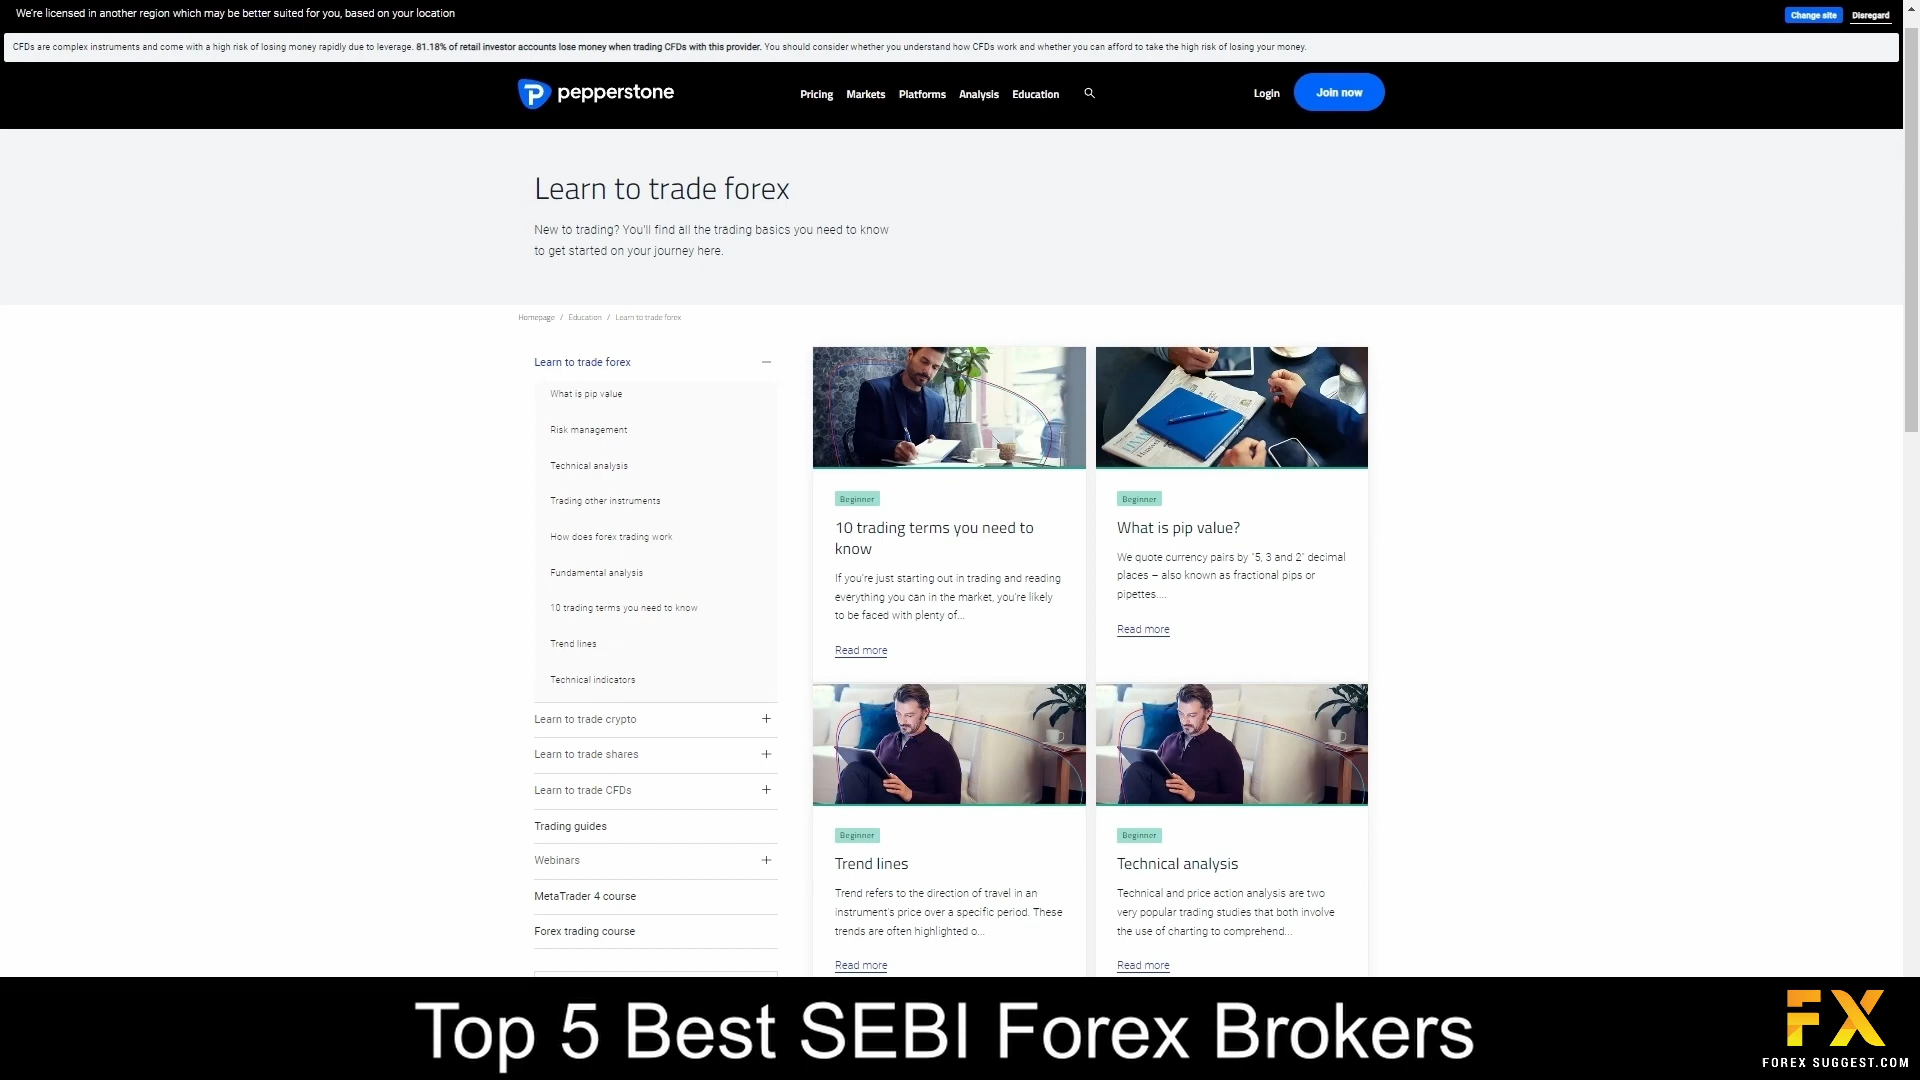 We're licensed in another region which may be better suited for you, based on your location
Change site
Disregard
CFDs are complex instruments and come with a high risk of losing money rapidly due to leverage. 81.18% of retail investor accounts lose money when trading CFDs with this provider. You should consider whether you understand how CFDs work and whether you can afford to take the high risk of losing your money.
pepperstone
Pricing Markets Platforms Analysis Education
Login
Join now
Learn to trade forex
New to trading? You'll find all the trading basics you need to know
to get started on your journey here.
Homepage / Education / Learn to trade forex
Learn to trade forex
What is pip value
Risk management
Technical analysis
Trading other instruments
How does forex trading work
Fundamental analysis
10 trading terms you need to know
Trend lines
Technical indicators
Learn to trade crypto
Learn to trade shares
Learn to trade CFDs
Trading guides
Webinars
MetaTrader 4 course
Forex trading course
Beginner
10 trading terms you need to
know
If you're just starting out in trading and reading
everything you can in the market, you're likely
to be faced with plenty of...
Read more
Beginner
What is pip value?
We quote currency pairs by "5, 3 and 2" decimal
places – also known as fractional pips or
pipettes....
Read more
Beginner
Trend lines
Trend refers to the direction of travel in an
instrument's price over a specific period. These
trends are often highlighted o...
Read more
Beginner
Technical analysis
Technical and price action analysis are two
very popular trading studies that both involve
the use of charting to comprehend...
Read more
Top 5 Best SEBI Forex Brokers
FX
FOREX SUGGEST.COM